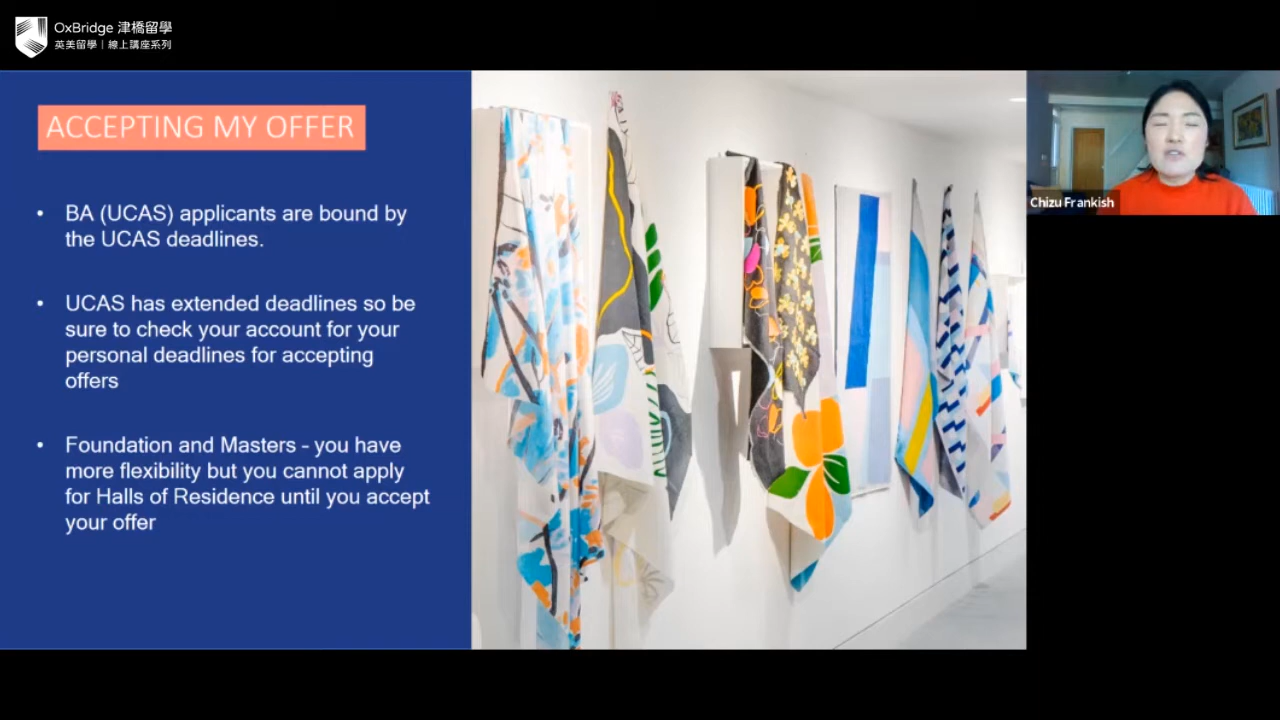 OxBridge 津橋留學
英美留學｜線上講座系列
ACCEPTING MY OFFER
• BA (UCAS) applicants are bound by
the UCAS deadlines.
• UCAS has extended deadlines so be
sure to check your account for your
personal deadlines for accepting
offers
• Foundation and Masters - you have
more flexibility but you cannot apply
for Halls of Residence until you accept
your offer
Chizu Frankish